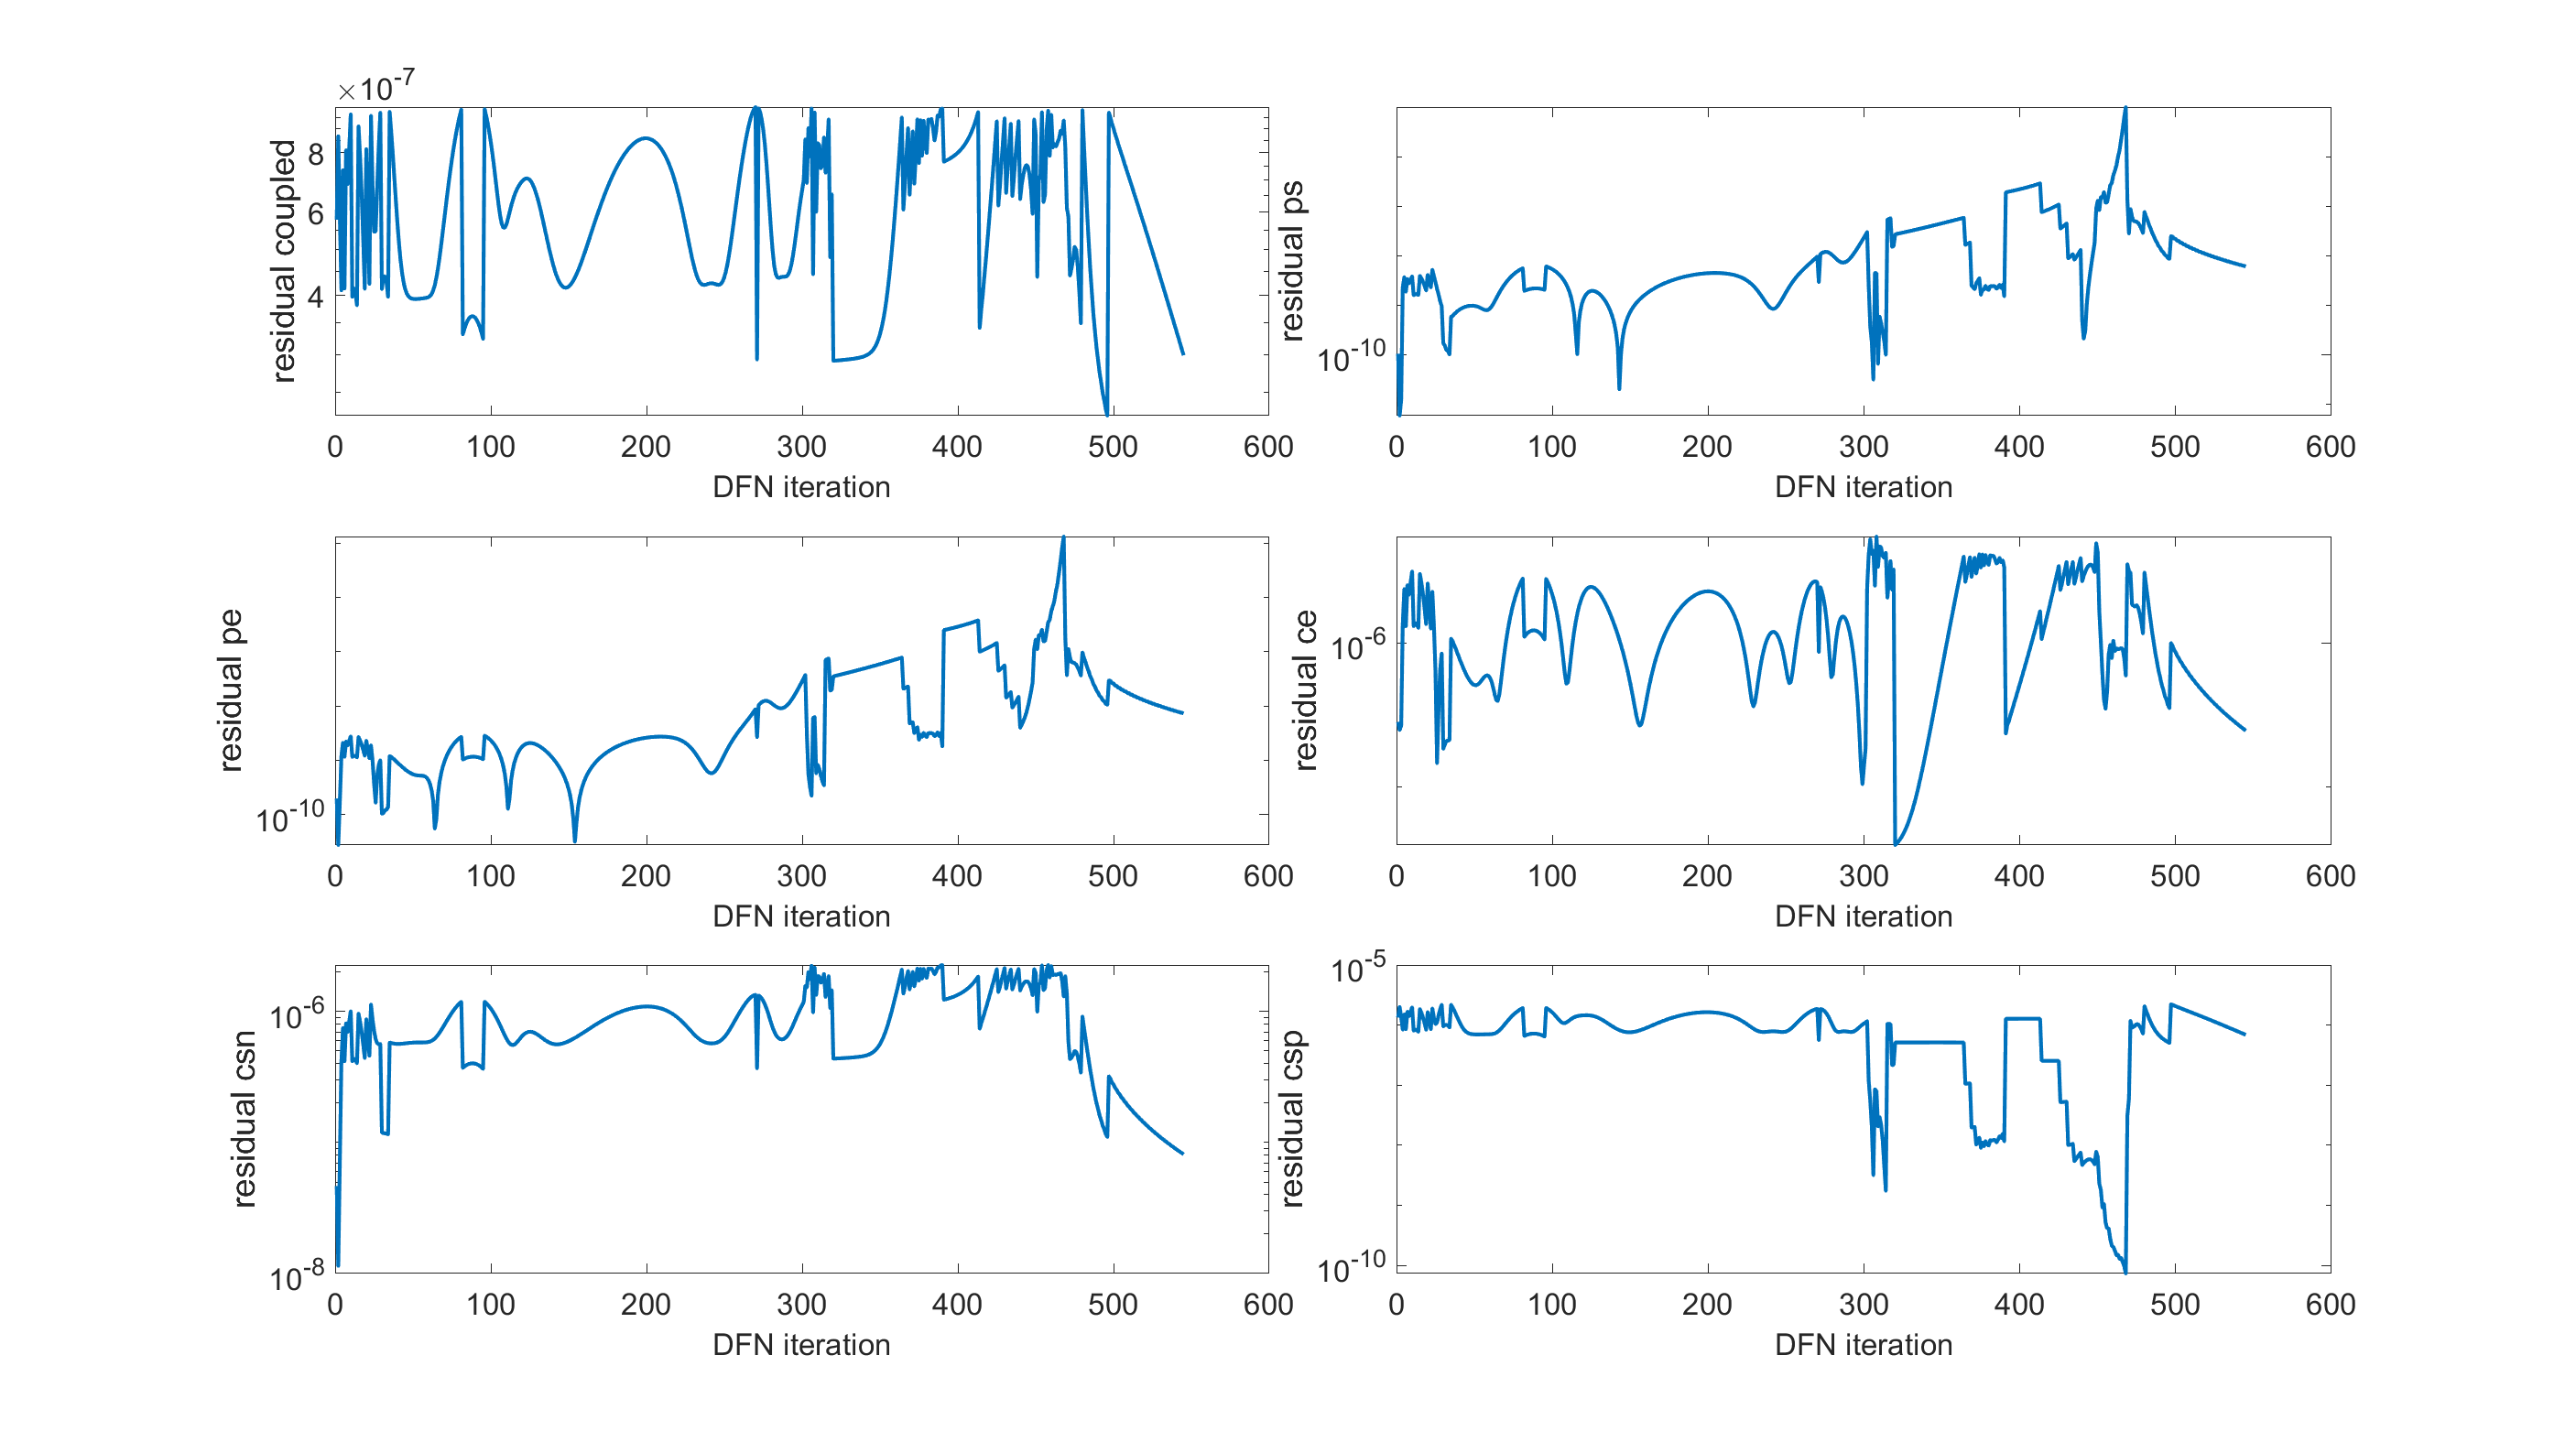 ×10-7
8
6
4
residual coupled
0 100 200 300 400 500 600
DFN iteration
residual ps
10-10
0 100 200 300 400 500 600
DFN iteration
residual pe
10-10
0 100 200 300 400 500 600
DFN iteration
residual ce
10-6
0 100 200 300 400 500 600
DFN iteration
residual csn
10-6
10-8
0 100 200 300 400 500 600
DFN iteration
residual csp
10-5
10-10
0 100 200 300 400 500 600
DFN iteration